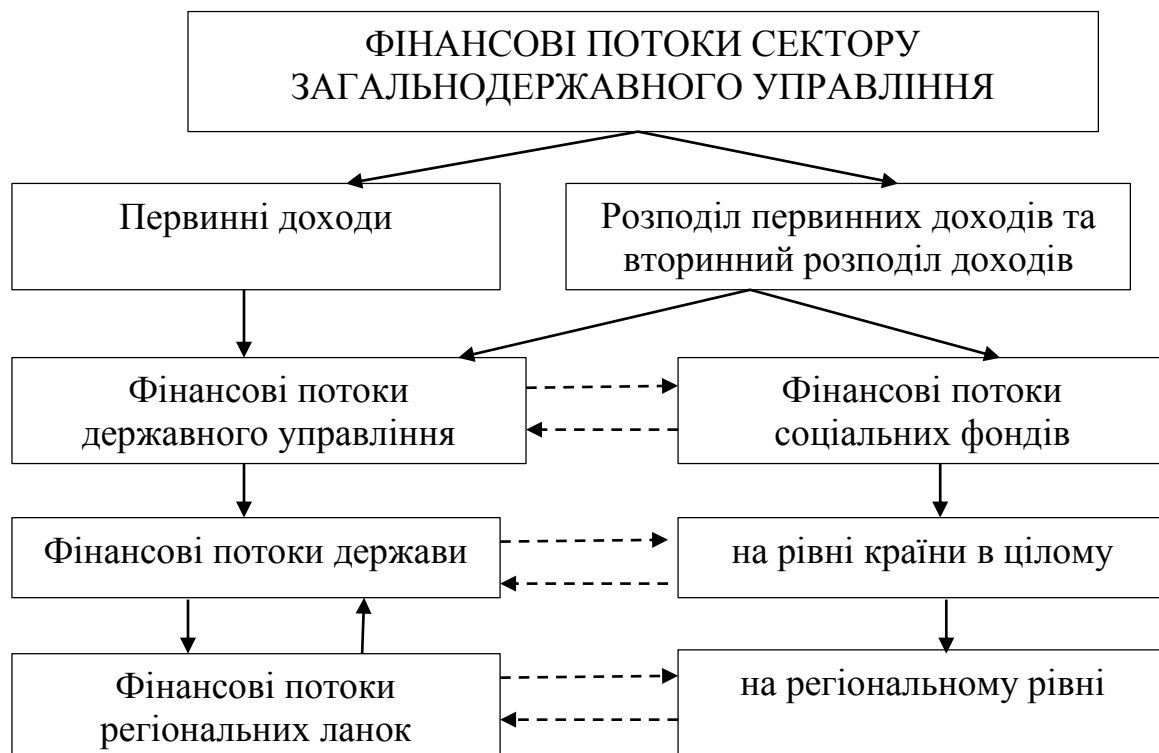 ФІНАНСОВІ ПОТОКИ СЕКТОРУ
ЗАГАЛЬНОДЕРЖАВНОГО УПРАВЛІННЯ
Первинні доходи
Розподіл первинних доходів та
вторинний розподіл доходів
Фінансові потоки
державного управління
Фінансові потоки
соціальних фондів
Фінансові потоки держави
на рівні країни в цілому
Фінансові потоки
регіональних ланок
на регіональному рівні